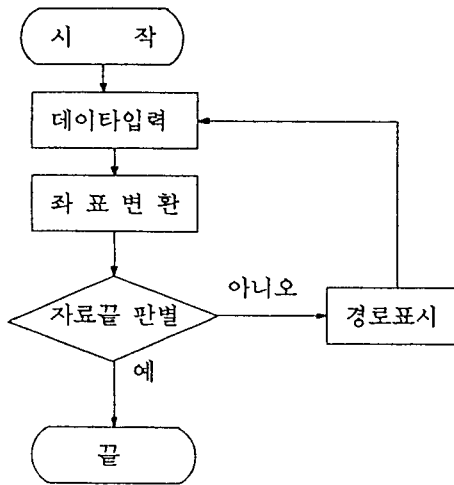 시 작
데이타입력
좌 표 변 환
자료끝 판별
아니오
경로표시
예
끝